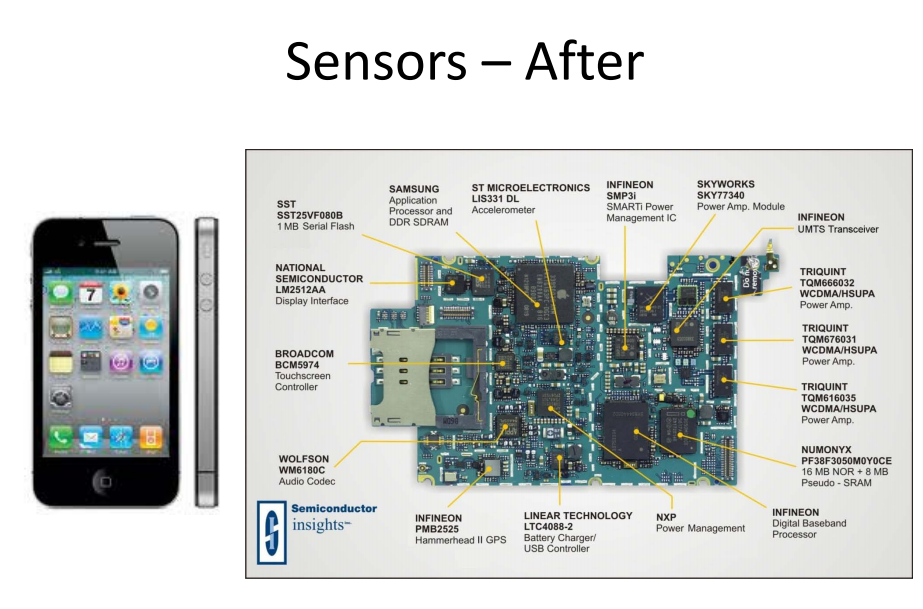 Sensors – After
SST
SST25VF080B
1 MB Serial Flash
SAMSUNG
Application
Processor and
DDR SDRAM
ST MICROELECTRONICS
LIS331 DL
Accelerometer
INFINEON
SMP3i
SMARTi Power
Management IC
SKYWORKS
SKY77340
Power Amp. Module
INFINEON
UMTS Transceiver
NATIONAL
SEMICONDUCTOR
LM2512AA
Display Interface
TRIQUINT
TQM666032
WCDMA/HSUPA
Power Amp.
BROADCOM
BCM5974
Touchscreen
Controller
TRIQUINT
TQM676031
WCDMA/HSUPA
Power Amp.
TRIQUINT
TQM616035
WCDMA/HSUPA
Power Amp.
WOLFSON
WM6180C
Audio Codec
NUMONYX
PF38F3050M0Y0CE
16 MB NOR + 8 MB
Pseudo - SRAM
Semiconductor
insights
INFINEON
PMB2525
Hammerhead II GPS
LINEAR TECHNOLOGY
LTC4088-2
Battery Charger/
USB Controller
NXP
Power Management
INFINEON
Digital Baseband
Processor
7
Do not